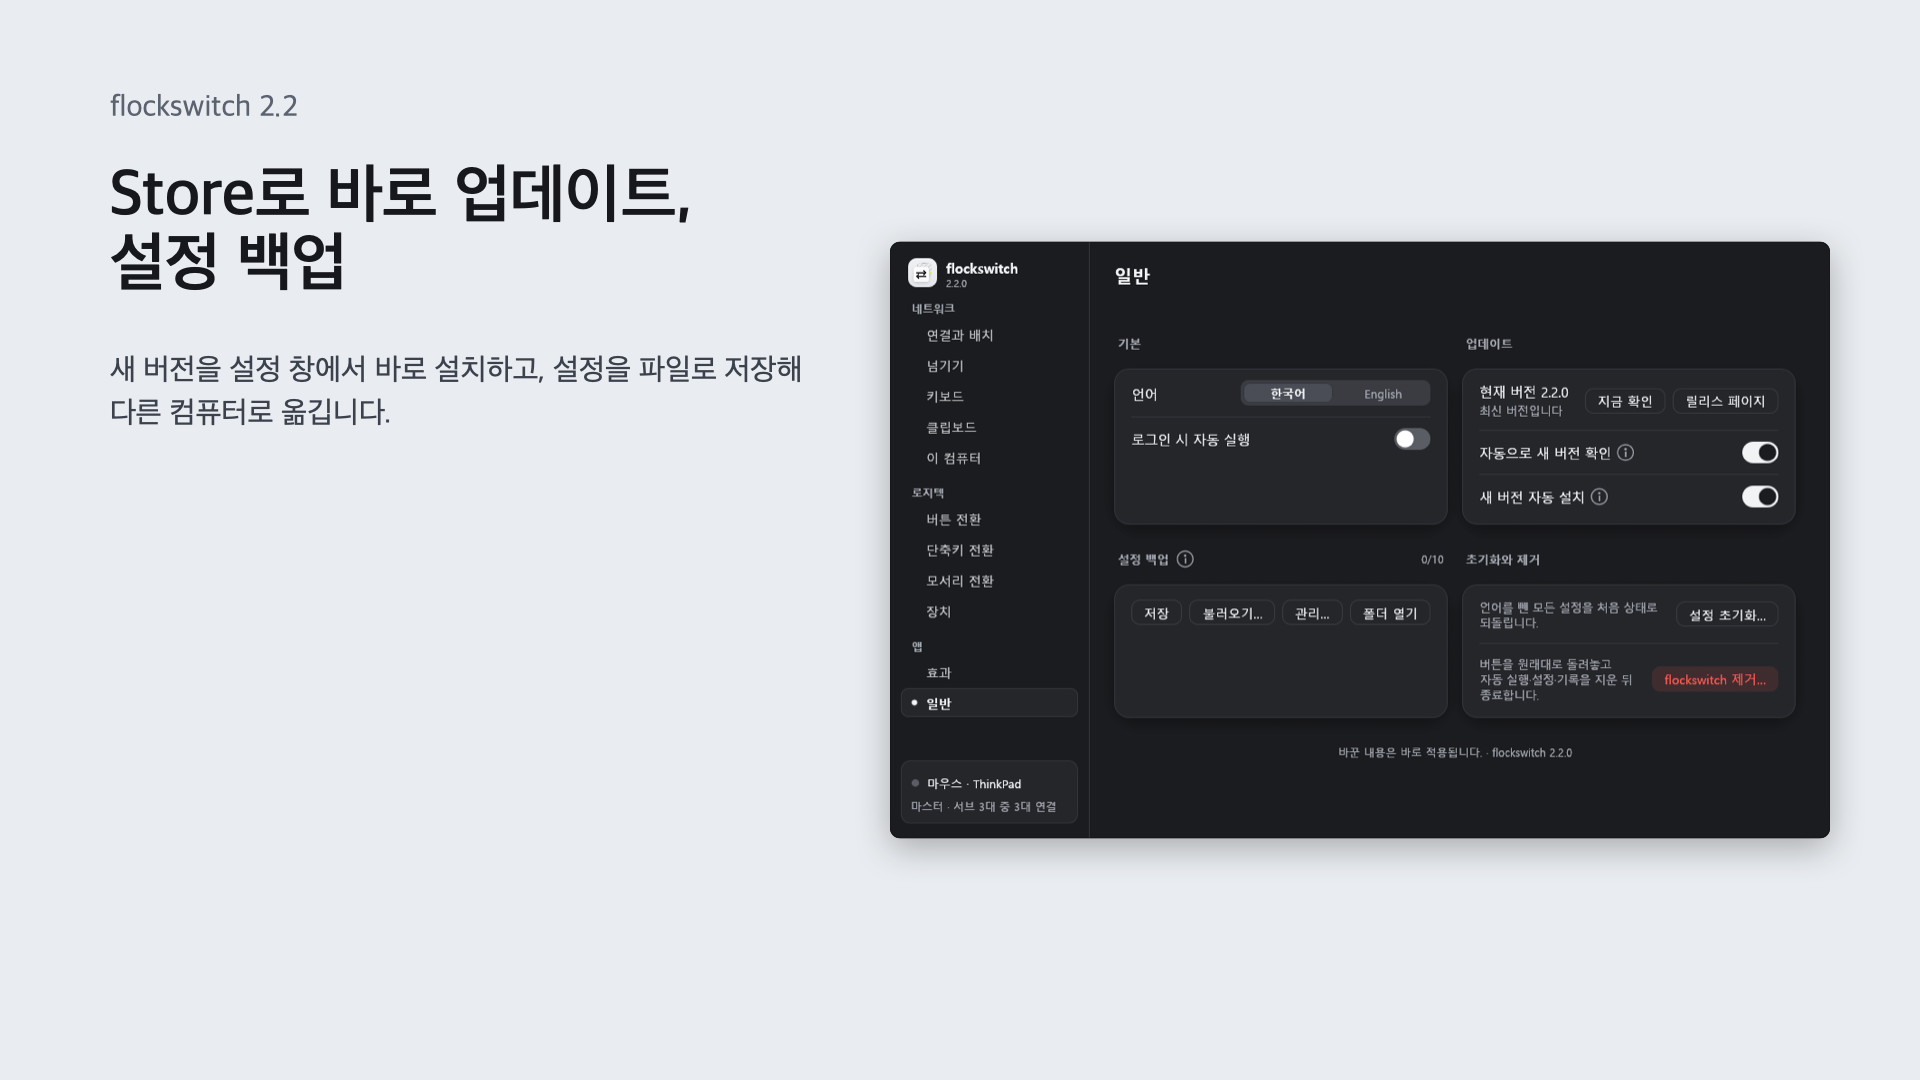 flockswitch 2.2
Store로 바로 업데이트,
설정 백업
새 버전을 설정 창에서 바로 설치하고, 설정을 파일로 저장해
다른 컴퓨터로 옮깁니다.
flockswitch
2.2.0
네트워크
연결과 배치
넘기기
키보드
클립보드
이 컴퓨터
로지텍
버튼 전환
단축키 전환
모서리 전환
장치
앱
효과
일반
마우스 · ThinkPad
마스터 · 서브 3대 중 3대 연결
일반
기본
언어 한국어 English
로그인 시 자동 실행
업데이트
현재 버전 2.2.0
최신 버전입니다
지금 확인 릴리스 페이지
자동으로 새 버전 확인
새 버전 자동 설치
설정 백업 0/10
저장 불러오기... 관리... 폴더 열기
초기화와 제거
언어를 뺀 모든 설정을 처음 상태로
되돌립니다.
설정 초기화...
버튼을 원래대로 돌려놓고
자동 실행·설정·기록을 지운 뒤
종료합니다.
flockswitch 제거...
바꾼 내용은 바로 적용됩니다. · flockswitch 2.2.0